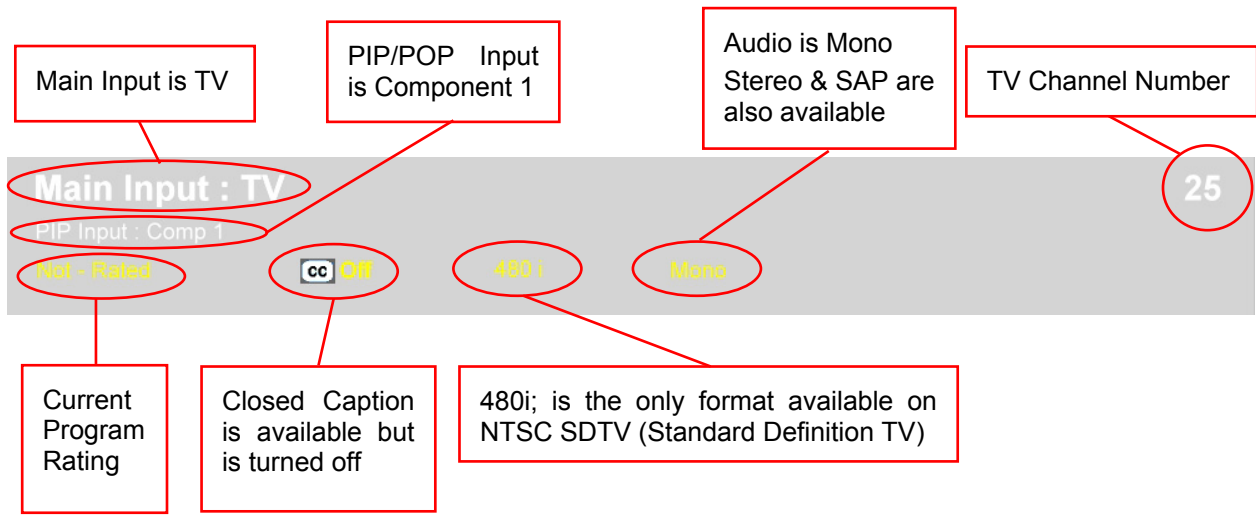 Main Input is TV
PIP/POP Input
is Component 1
Audio is Mono
Stereo & SAP are
also available
TV Channel Number
Main Input : TV
25
PIP Input : Comp 1
Not - Rated
cc Off
480 i
Mono
Current
Program
Rating
Closed Caption
is available but
is turned off
480i; is the only format available on
NTSC SDTV (Standard Definition TV)